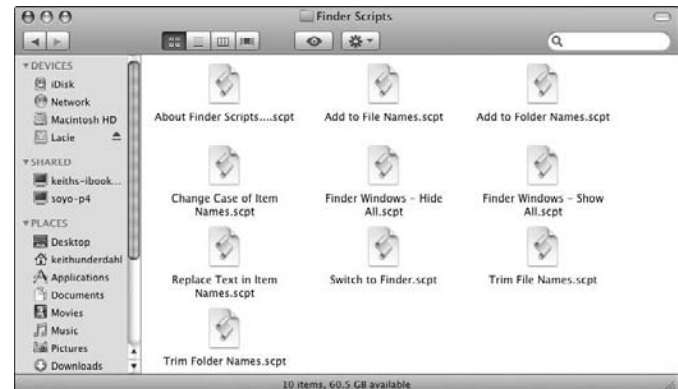 Finder Scripts
DEVICES
iDisk
Network
Macintosh HD
Lacie
SHARED
keiths-ibook...
soyo-p4
PLACES
Desktop
keithunderdahl
Applications
Documents
Movies
Music
Pictures
Downloads
About Finder Scripts....scpt
Add to File Names.scpt
Add to Folder Names.scpt
Change Case of Item
Names.scpt
Finder Windows - Hide
All.scpt
Finder Windows - Show
All.scpt
Replace Text in Item
Names.scpt
Switch to Finder.scpt
Trim File Names.scpt
Trim Folder Names.scpt
10 items, 60.5 GB available